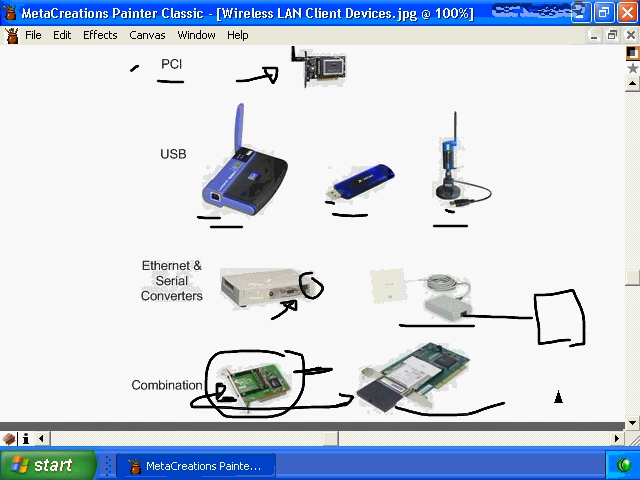 MetaCreations Painter Classic - [Wireless LAN Client Devices.jpg @ 100%]
File Edit Effects Canvas Window Help
PCI
USB
Ethernet &
Serial
Converters
Combination
start MetaCreations Painte...